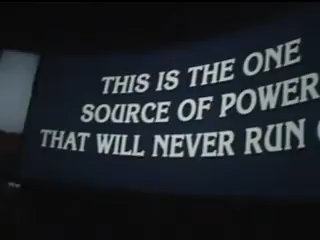 THIS IS THE ONE
SOURCE OF POWER
THAT WILL NEVER RUN